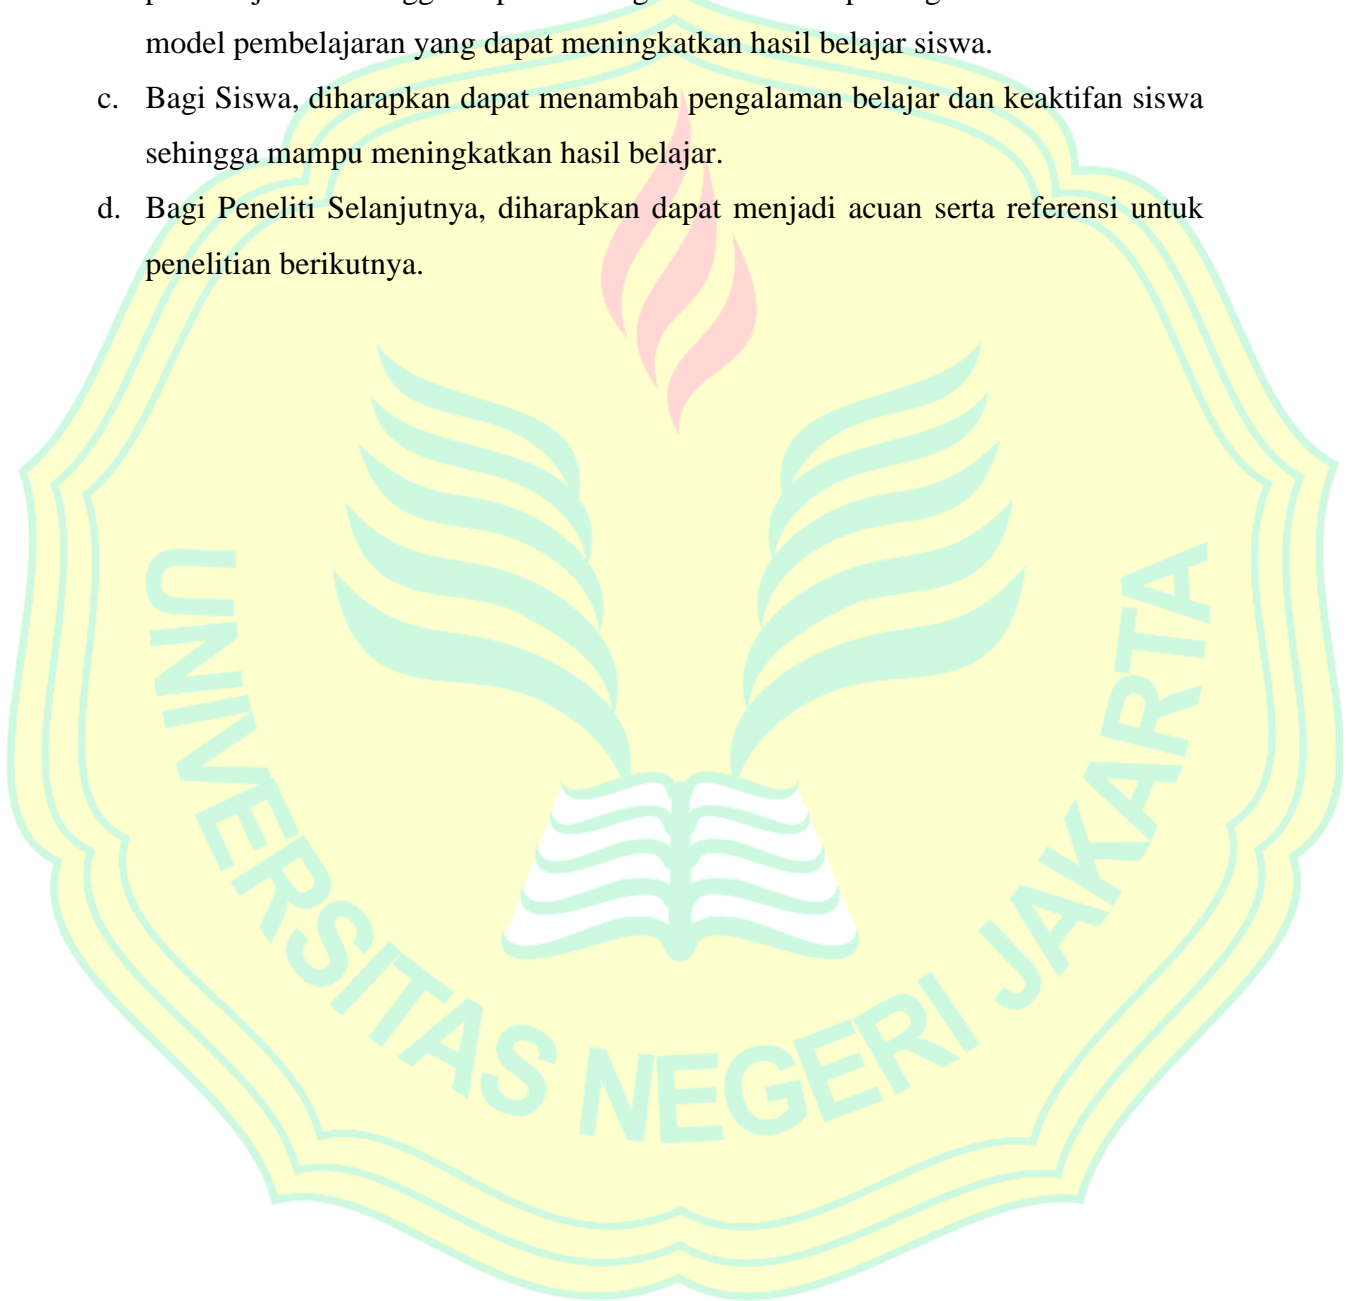 model pembelajaran yang dapat meningkatkan hasil belajar siswa.
c. Bagi Siswa, diharapkan dapat menambah pengalaman belajar dan keaktifan siswa
sehingga mampu meningkatkan hasil belajar.
d. Bagi Peneliti Selanjutnya, diharapkan dapat menjadi acuan serta referensi untuk
penelitian berikutnya.
UNIVERSITAS NEGERI JAKARTA